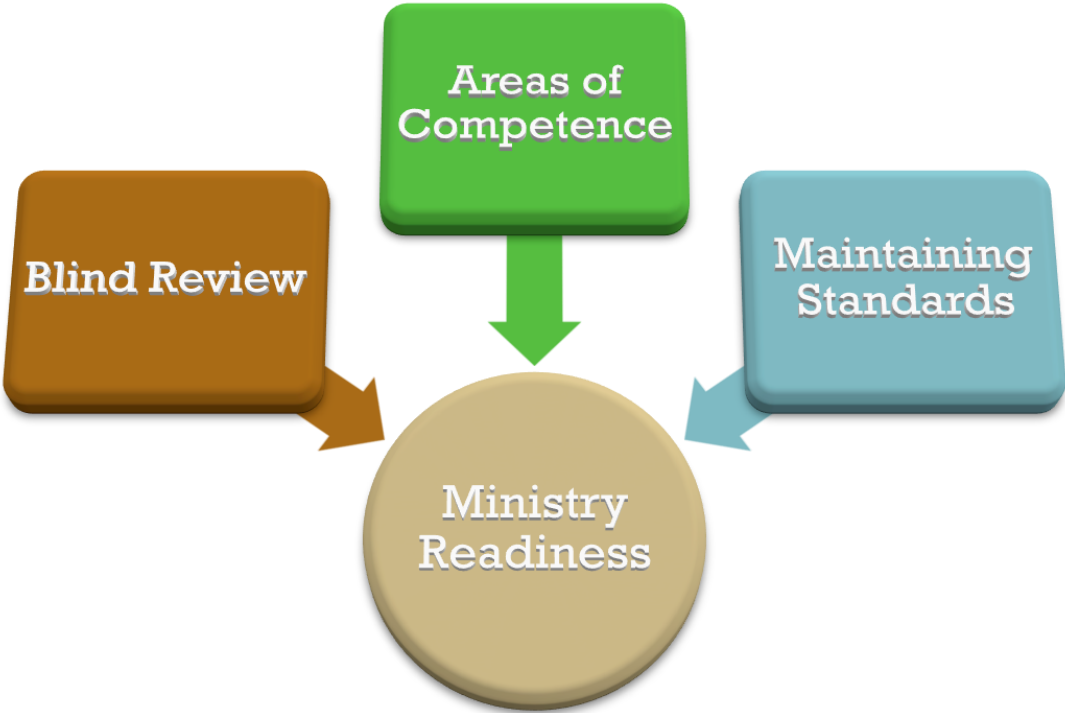 Areas of
Competence
Blind Review
Maintaining
Standards
Ministry
Readiness